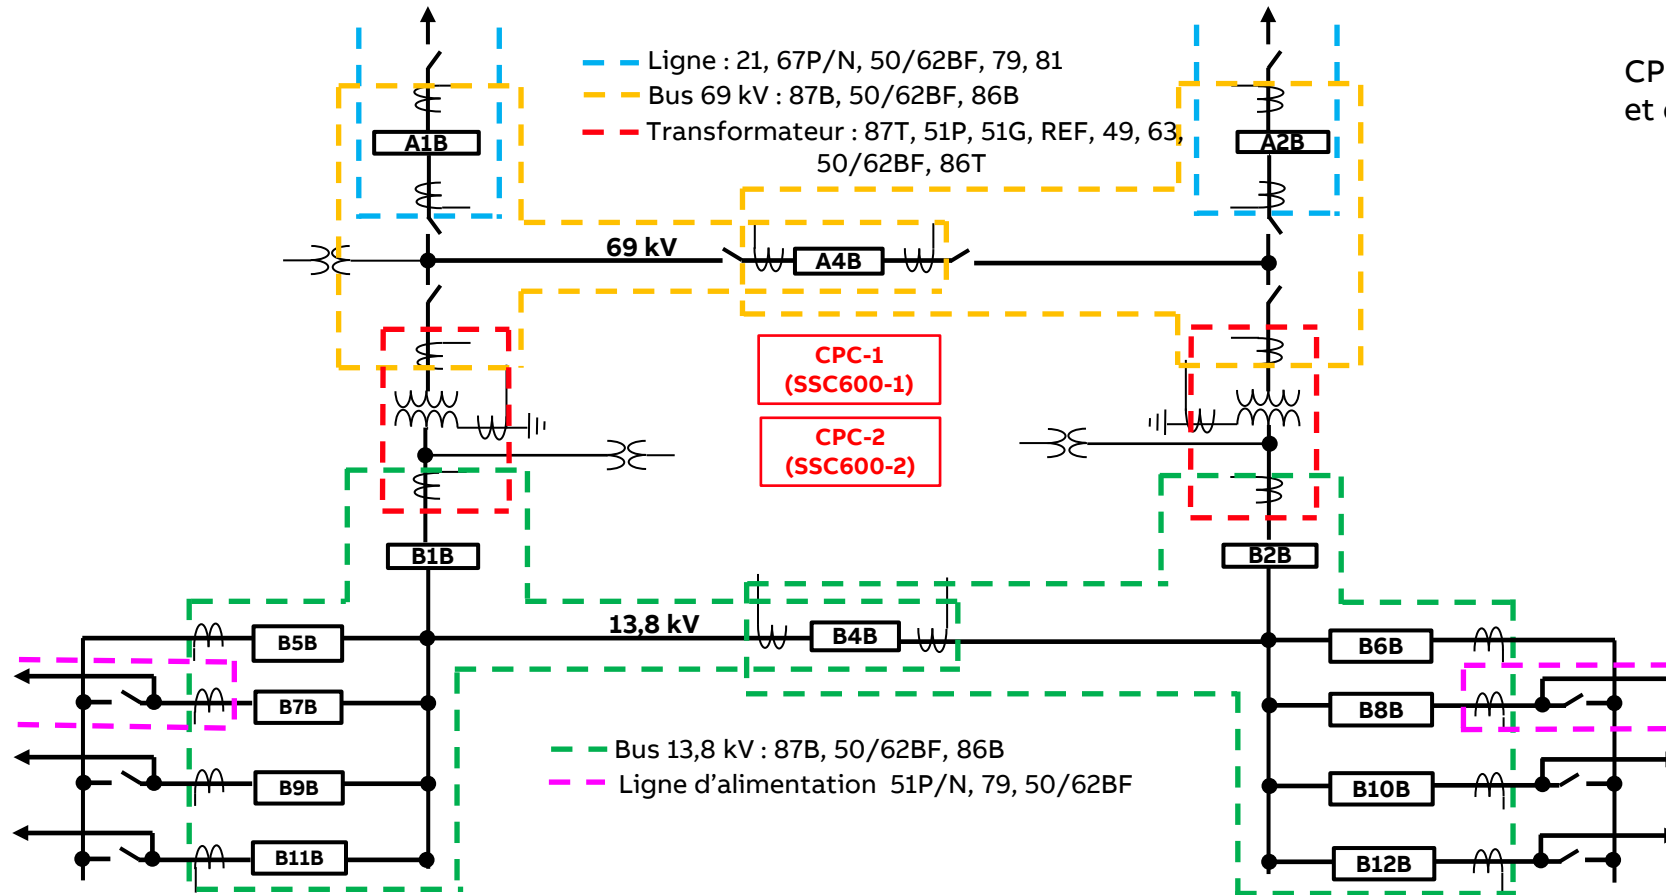 Ligne : 21, 67P/N, 50/62BF, 79, 81
Bus 69 kV : 87B, 50/62BF, 86B
Transformateur : 87T, 51P, 51G, REF, 49, 63,
50/62BF, 86T
CP
et
A1B
A2B
69 kV
A4B
CPC-1
(SSC600-1)
CPC-2
(SSC600-2)
B1B
B2B
13,8 kV
B4B
B5B
B6B
B7B
B8B
Bus 13,8 kV : 87B, 50/62BF, 86B
Ligne d’alimentation 51P/N, 79, 50/62BF
B9B
B10B
B11B
B12B